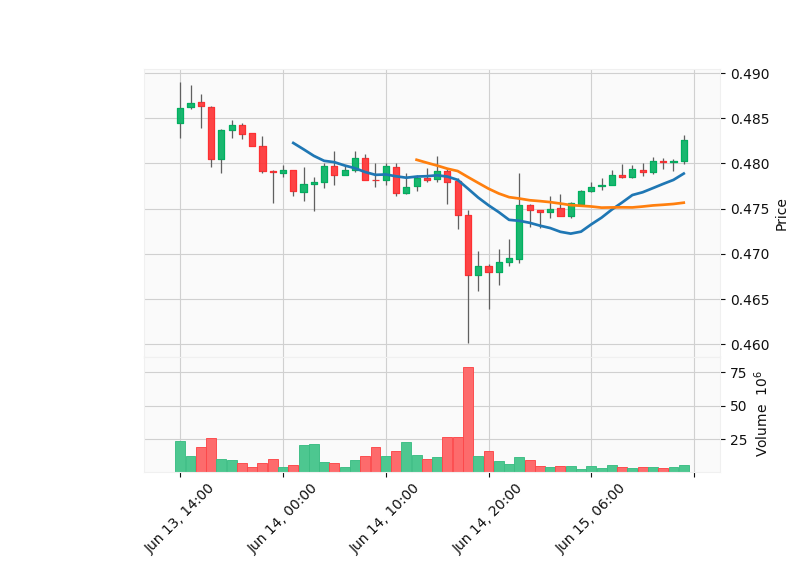 0.490
0.485
0.480
0.475
0.470
0.465
0.460
Price
75
50
25
Volume 10^6
Jun 13, 14:00
Jun 14, 00:00
Jun 14, 10:00
Jun 14, 20:00
Jun 15, 06:00